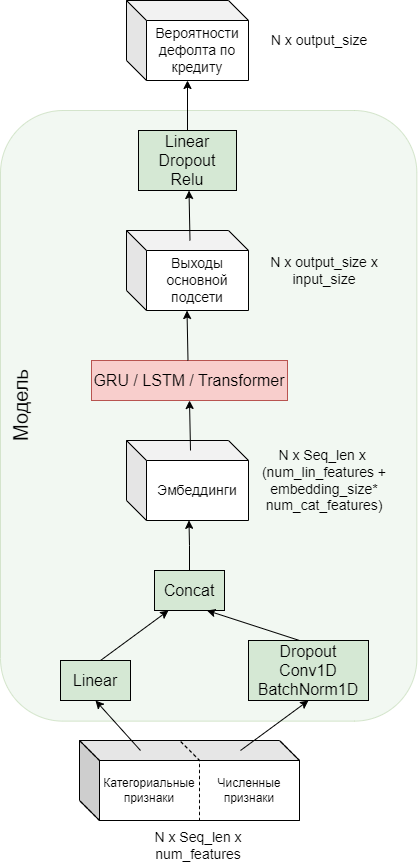 Вероятности
дефолта по
кредиту
N x output_size
Linear
Dropout
Relu
Выходы
основной
подсети
N x output_size x
input_size
GRU / LSTM / Transformer
Модель
Эмбеддинги
N x Seq_len x
(num_lin_features +
embedding_size*
num_cat_features)
Concat
Linear
Dropout
Conv1D
BatchNorm1D
Категориальные
признаки
Численные
признаки
N x Seq_len x
num_features